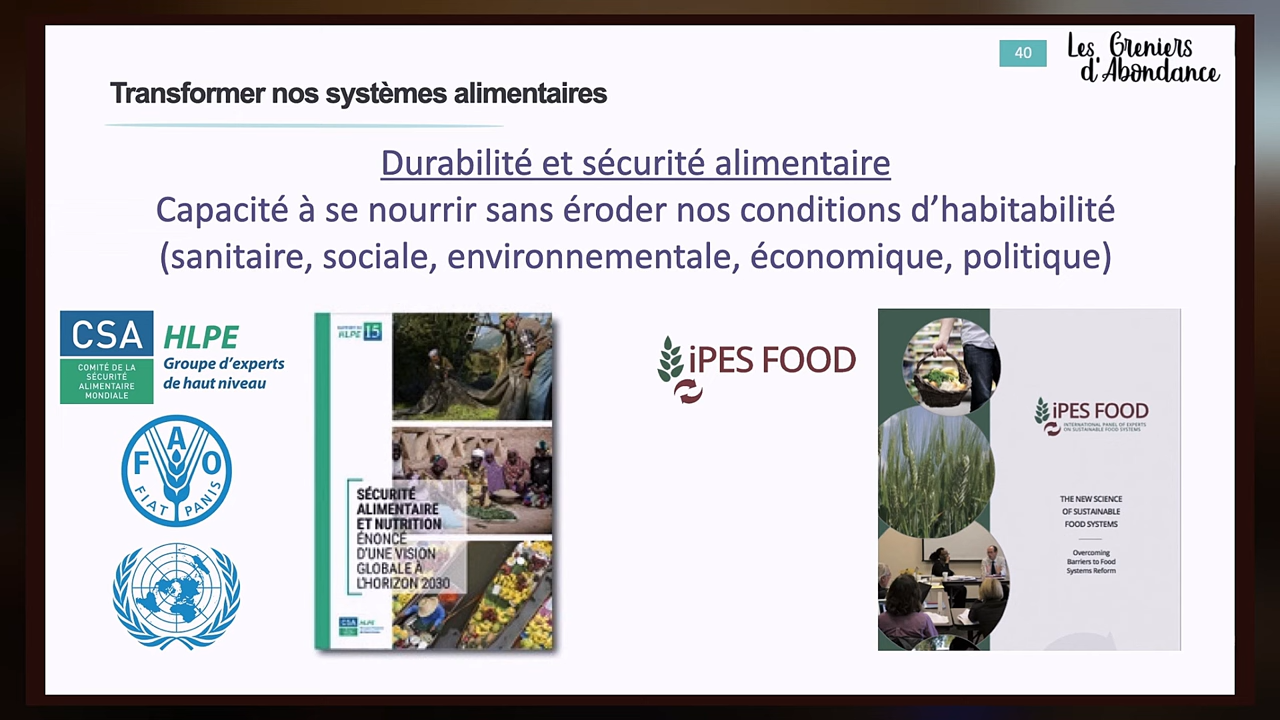 40
Les Greniers
d'Abondance
Transformer nos systèmes alimentaires
Durabilité et sécurité alimentaire
Capacité à se nourrir sans éroder nos conditions d’habitabilité
(sanitaire, sociale, environnementale, économique, politique)
CSA
COMITÉ DE LA
SÉCURITÉ
ALIMENTAIRE
MONDIALE
HLPE
Groupe d’experts
de haut niveau
FAO
FIAT PANIS
HLPE 15
SÉCURITÉ
ALIMENTAIRE
ET NUTRITION
ÉNONCÉ
D'UNE VISION
GLOBALE À
L'HORIZON 2030
CSA HLPE
iPES FOOD
iPES FOOD
INTERNATIONAL PANEL OF EXPERTS
ON SUSTAINABLE FOOD SYSTEMS
THE NEW SCIENCE
OF SUSTAINABLE
FOOD SYSTEMS
Overcoming
Barriers to Food
Systems Reform